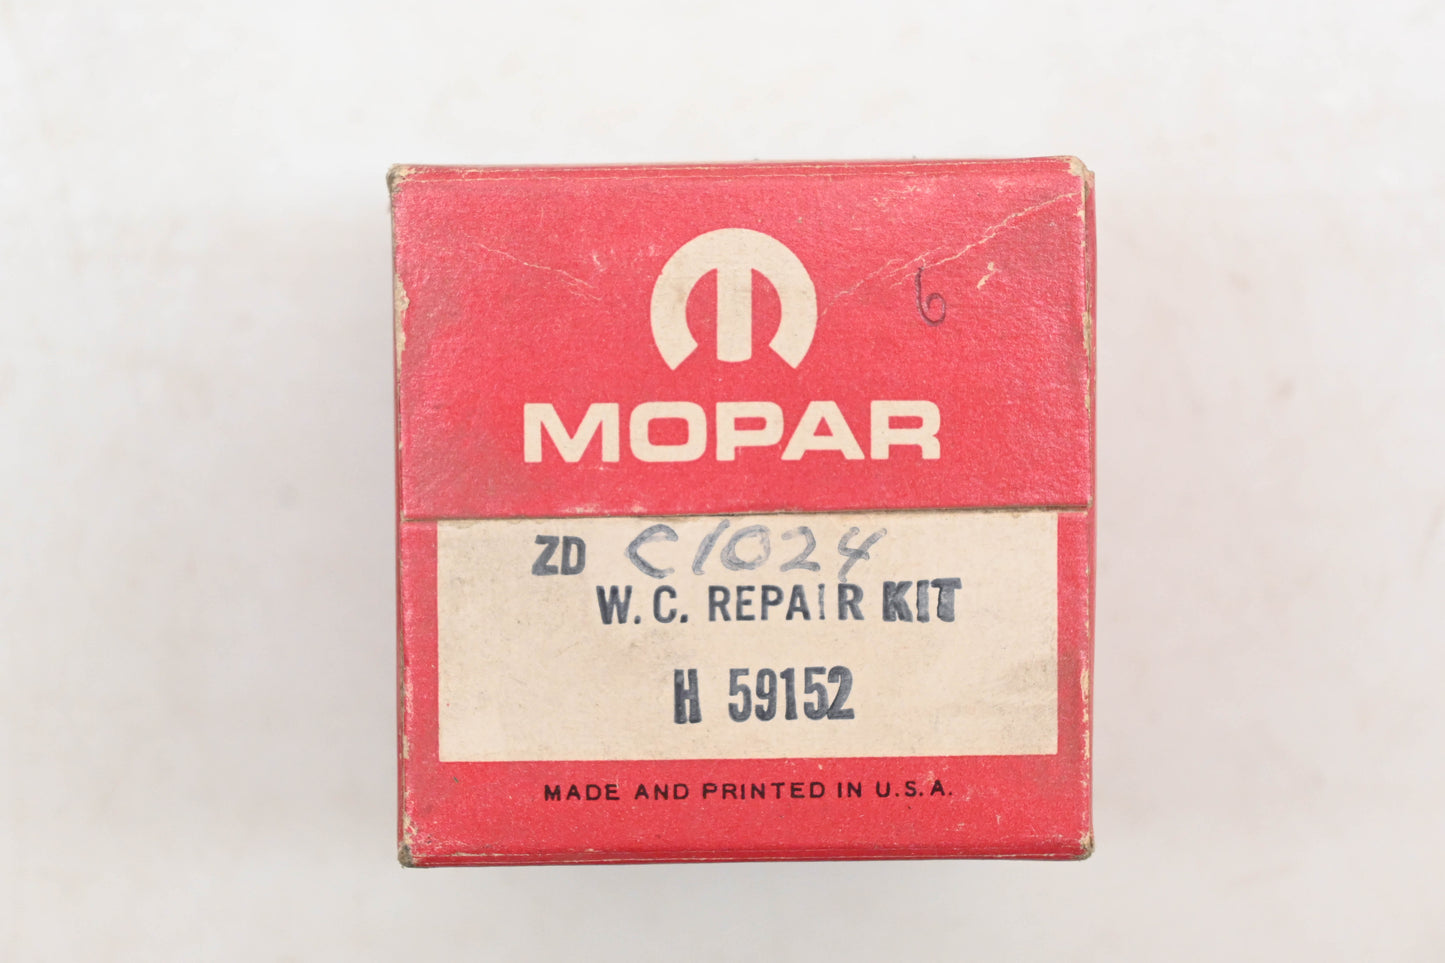 6
MOPAR
ZD C1024
W.C. REPAIR KIT
H 59152
MADE AND PRINTED IN U.S.A.